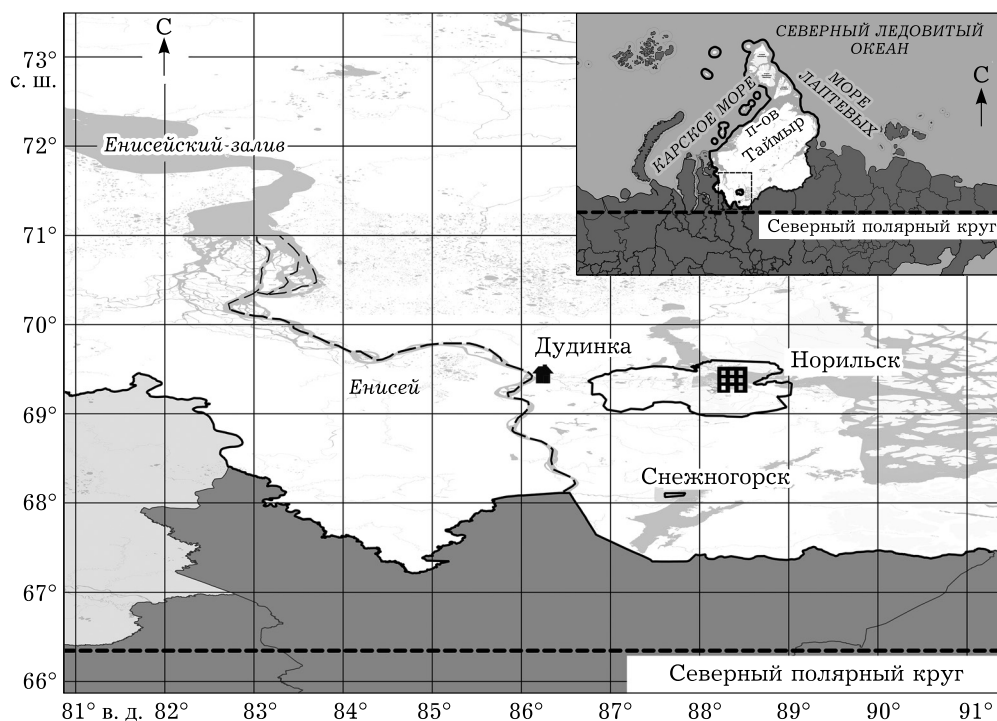 73°
с. ш.
72°
71°
70°
69°
68°
67°
66°
С
Енисейский залив
Енисей
Дудинка
Норильск
Снежногорск
Северный полярный круг
81° в. д.
82°
83°
84°
85°
86°
87°
88°
89°
90°
91°
СЕВЕРНЫЙ ЛЕДОВИТЫЙ
ОКЕАН
С
КАРСКОЕ МОРЕ
МОРЕ
ЛАПТЕВЫХ
п-ов
Таймыр
Северный полярный круг